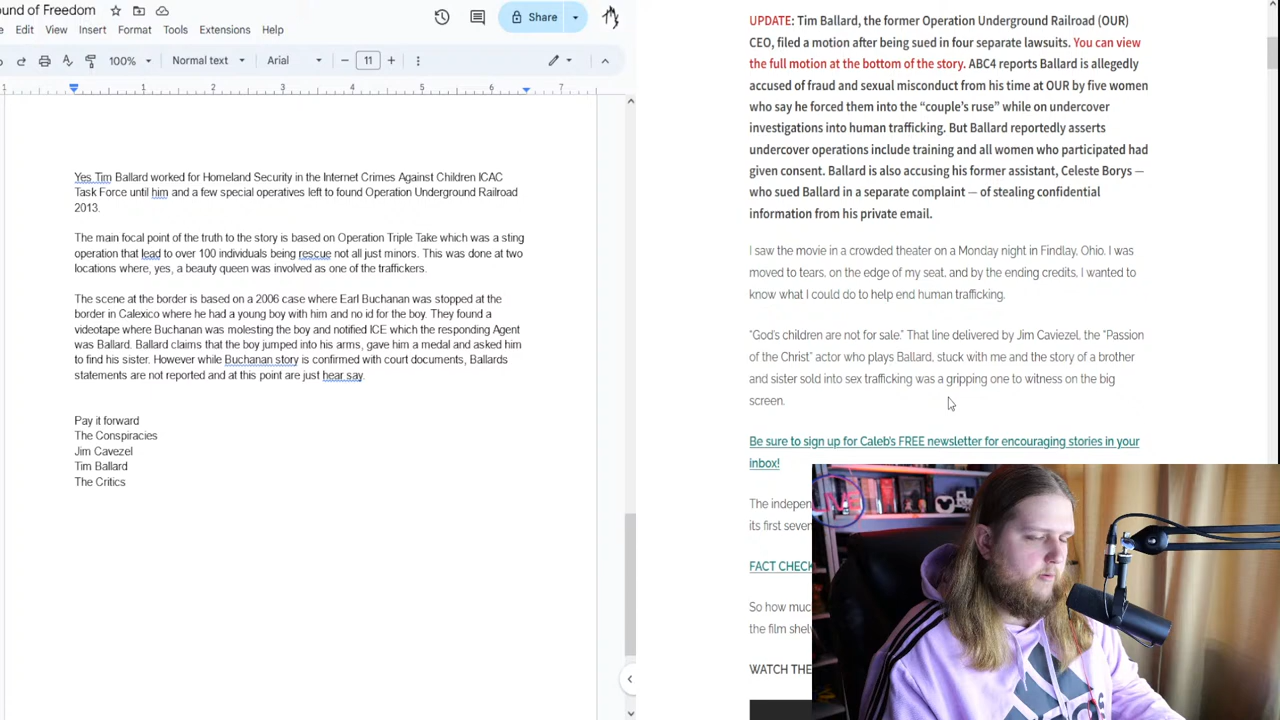 ound of Freedom
Share
Edit View Insert Format Tools Extensions Help
100% Normal text Arial 11
1 1 2 3 4 5 6 7
Yes Tim Ballard worked for Homeland Security in the Internet Crimes Against Children ICAC
Task Force until him and a few special operatives left to found Operation Underground Railroad
2013.
The main focal point of the truth to the story is based on Operation Triple Take which was a sting
operation that lead to over 100 individuals being rescue not all just minors. This was done at two
locations where, yes, a beauty queen was involved as one of the traffickers.
The scene at the border is based on a 2006 case where Earl Buchanan was stopped at the
border in Calexico where he had a young boy with him and no id for the boy. They found a
videotape where Buchanan was molesting the boy and notified ICE which the responding Agent
was Ballard. Ballard claims that the boy jumped into his arms, gave him a medal and asked him
to find his sister. However while Buchanan story is confirmed with court documents, Ballards
statements are not reported and at this point are just hear say.
Pay it forward
The Conspiracies
Jim Cavezel
Tim Ballard
The Critics
UPDATE: Tim Ballard, the former Operation Underground Railroad (OUR)
CEO, filed a motion after being sued in four separate lawsuits. You can view
the full motion at the bottom of the story. ABC4 reports Ballard is allegedly
accused of fraud and sexual misconduct from his time at OUR by five women
who say he forced them into the “couple’s ruse” while on undercover
investigations into human trafficking. But Ballard reportedly asserts
undercover operations include training and all women who participated had
given consent. Ballard is also accusing his former assistant, Celeste Borys —
who sued Ballard in a separate complaint — of stealing confidential
information from his private email.
I saw the movie in a crowded theater on a Monday night in Findlay, Ohio. I was
moved to tears, on the edge of my seat, and by the ending credits, I wanted to
know what I could do to help end human trafficking.
“God’s children are not for sale.” That line delivered by Jim Caviezel, the “Passion
of the Christ” actor who plays Ballard, stuck with me and the story of a brother
and sister sold into sex trafficking was a gripping one to witness on the big
screen.
Be sure to sign up for Caleb’s FREE newsletter for encouraging stories in your
inbox!
The indepen
its first seven
FACT CHECK
So how muc
the film shel
WATCH THE